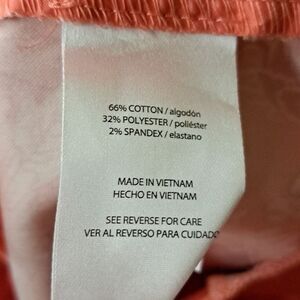 66% COTTON / algodón
32% POLYESTER / poliéster
2% SPANDEX / elastano
MADE IN VIETNAM
HECHO EN VIETNAM
SEE REVERSE FOR CARE
VER AL REVERSO PARA CUIDADO